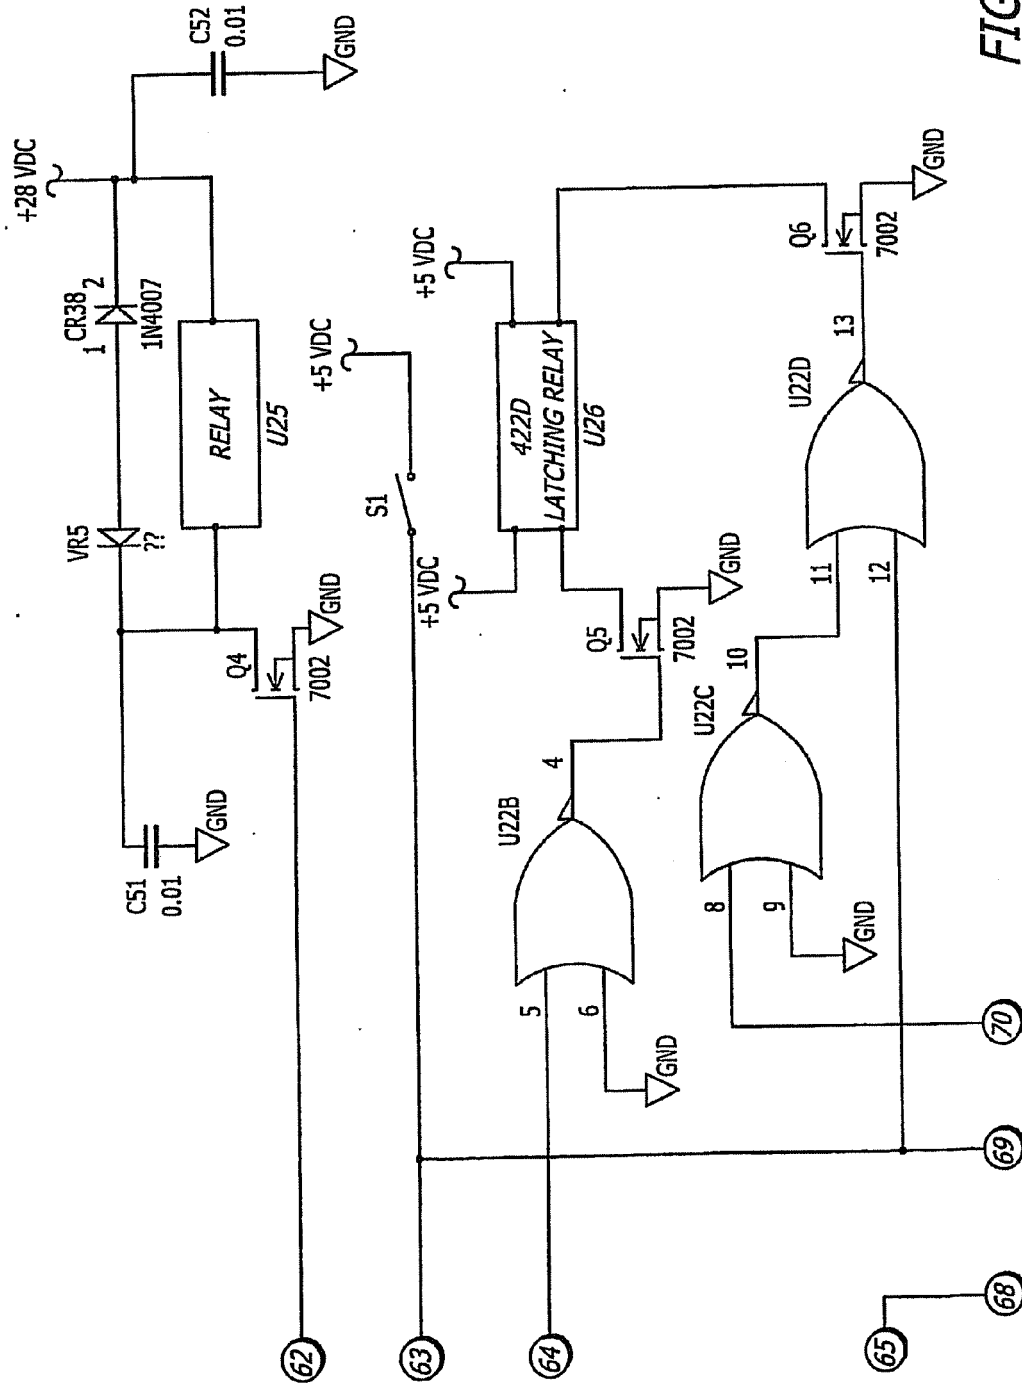 +28 VDC
C52
0.01
GND
CR38
1
2
1N4007
VR5
??
RELAY
U25
C51
0.01
GND
Q4
7002
GND
62
+5 VDC
S1
63
+5 VDC
+5 VDC
422D
LATCHING RELAY
U26
Q5
7002
GND
Q6
7002
GND
U22B
4
5
6
GND
64
U22C
10
8
9
GND
U22D
13
11
12
65
68
69
70
FIG